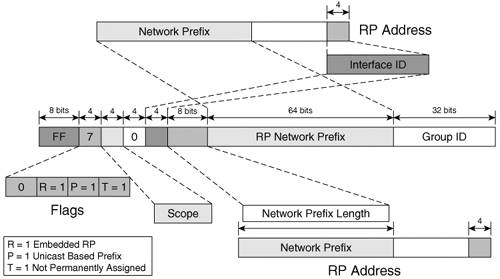 4
Network Prefix
RP Address
Interface ID
8 bits 4 4 4 4 8 bits 64 bits 32 bits
FF 7 0 RP Network Prefix Group ID
0 R = 1 P = 1 T = 1
Flags
Scope
Network Prefix Length
4
Network Prefix
RP Address
R = 1 Embedded RP
P = 1 Unicast Based Prefix
T = 1 Not Permanently Assigned